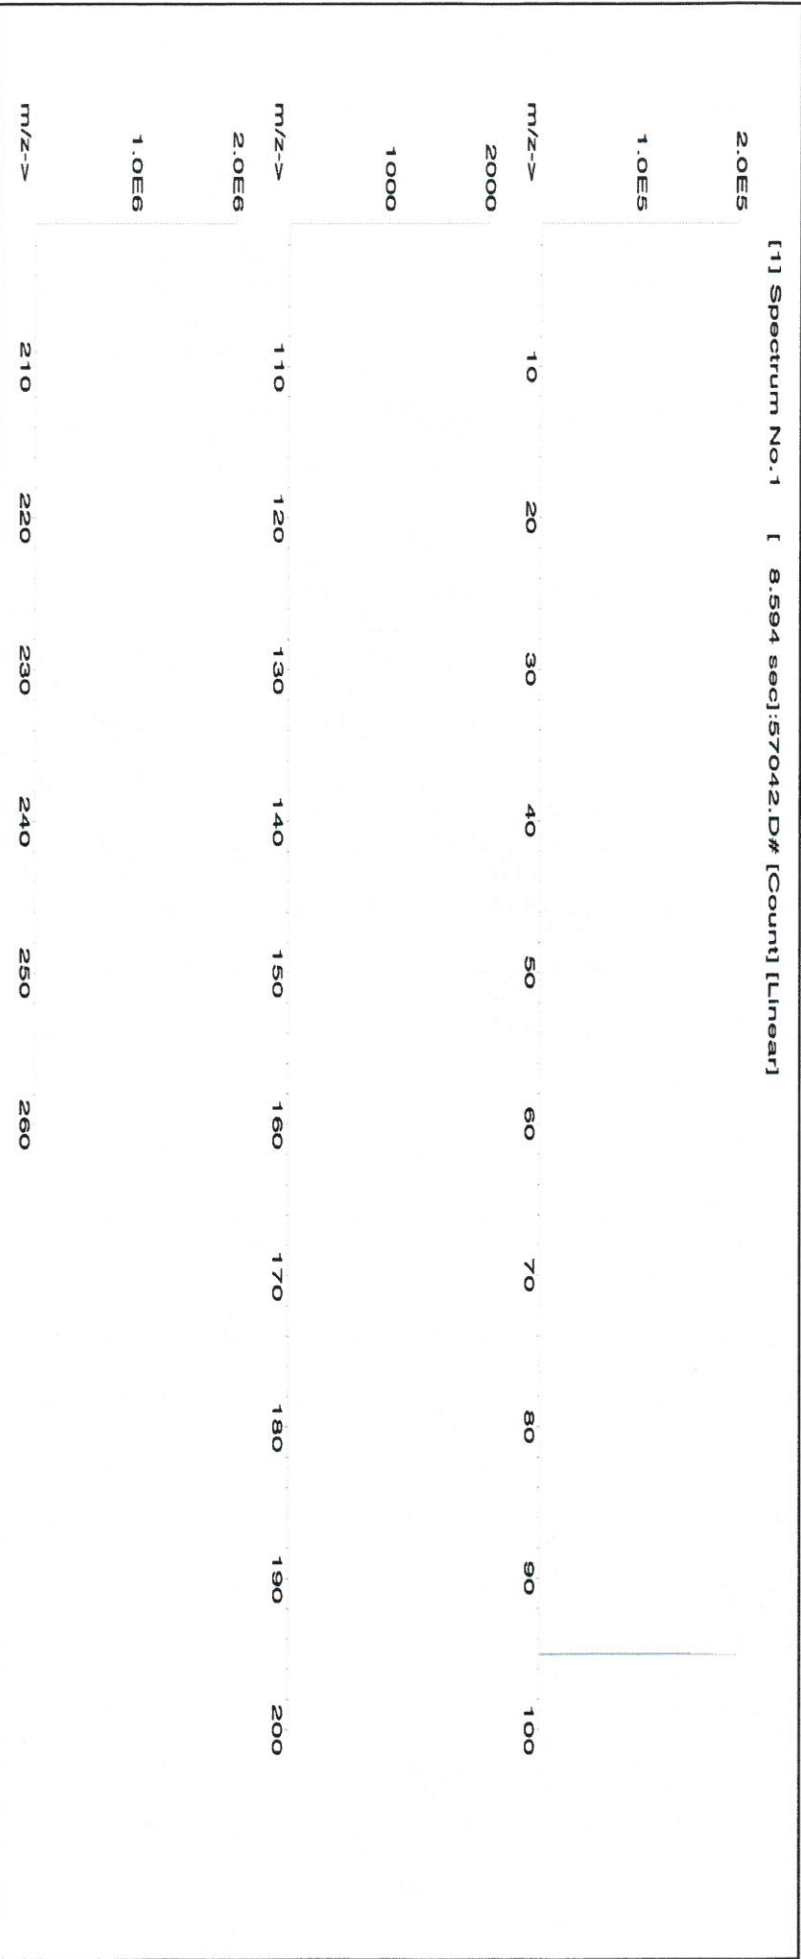 [1] Spectrum No.1 [ 8.594 sec]:57042.D# [Count] [Linear]
2.0E5
1.0E5
m/z-> 10 20 30 40 50 60 70 80 90 100
2000
1000
m/z-> 110 120 130 140 150 160 170 180 190 200
2.0E6
1.0E6
m/z-> 210 220 230 240 250 260